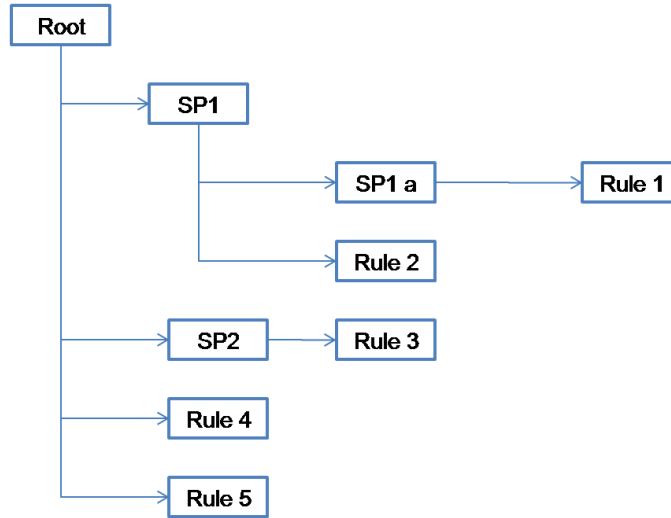 Root
SP1
SP1 a
Rule 1
Rule 2
SP2
Rule 3
Rule 4
Rule 5